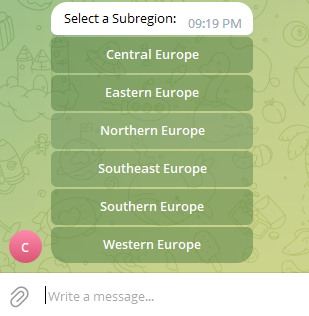 Select a Subregion:
09:19 PM
Central Europe
Eastern Europe
Northern Europe
Southeast Europe
Southern Europe
Western Europe
C
Write a message...